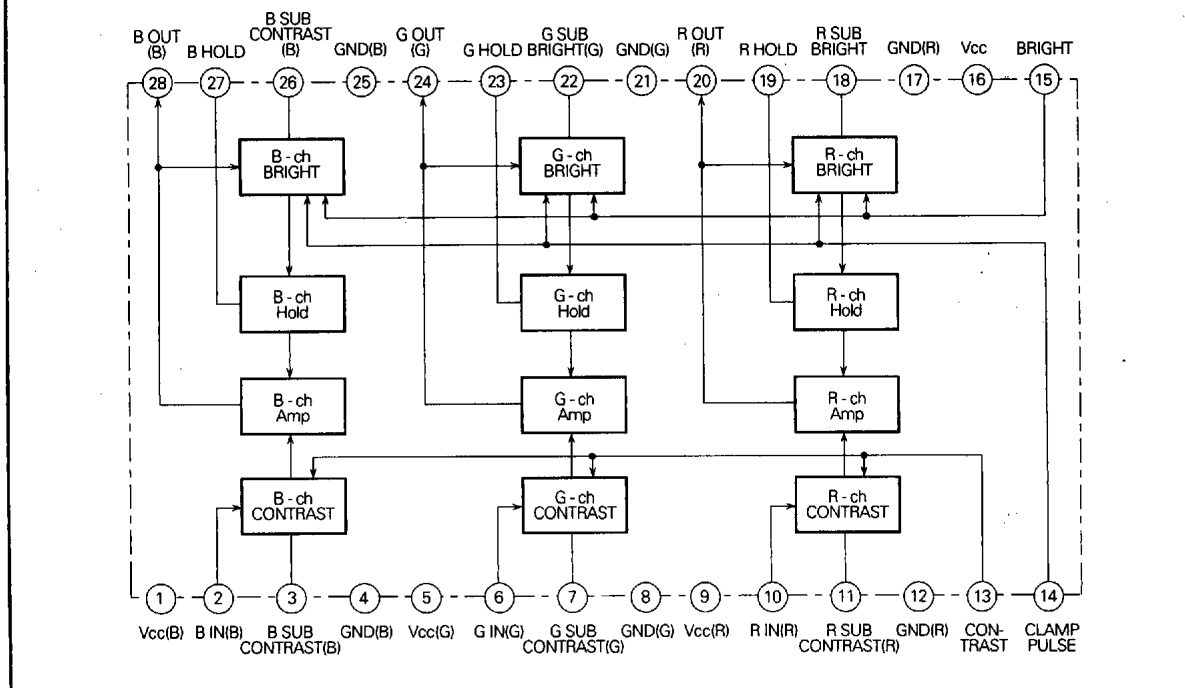 B OUT
(B)
B HOLD
B SUB
CONTRAST
(B)
GND(B)
G OUT
(G)
G HOLD
G SUB
BRIGHT(G)
GND(G)
R OUT
(R)
R HOLD
R SUB
BRIGHT
GND(R)
Vcc
BRIGHT
28
27
26
25
24
23
22
21
20
19
18
17
16
15
B - ch
BRIGHT
G - ch
BRIGHT
R - ch
BRIGHT
B - ch
Hold
G - ch
Hold
R - ch
Hold
B - ch
Amp
G - ch
Amp
R - ch
Amp
B - ch
CONTRAST
G - ch
CONTRAST
R - ch
CONTRAST
1
2
3
4
5
6
7
8
9
10
11
12
13
14
Vcc(B)
B IN(B)
B SUB
CONTRAST(B)
GND(B)
Vcc(G)
G IN(G)
G SUB
CONTRAST(G)
GND(G)
Vcc(R)
R IN(R)
R SUB
CONTRAST(R)
GND(R)
CON-
TRAST
CLAMP
PULSE